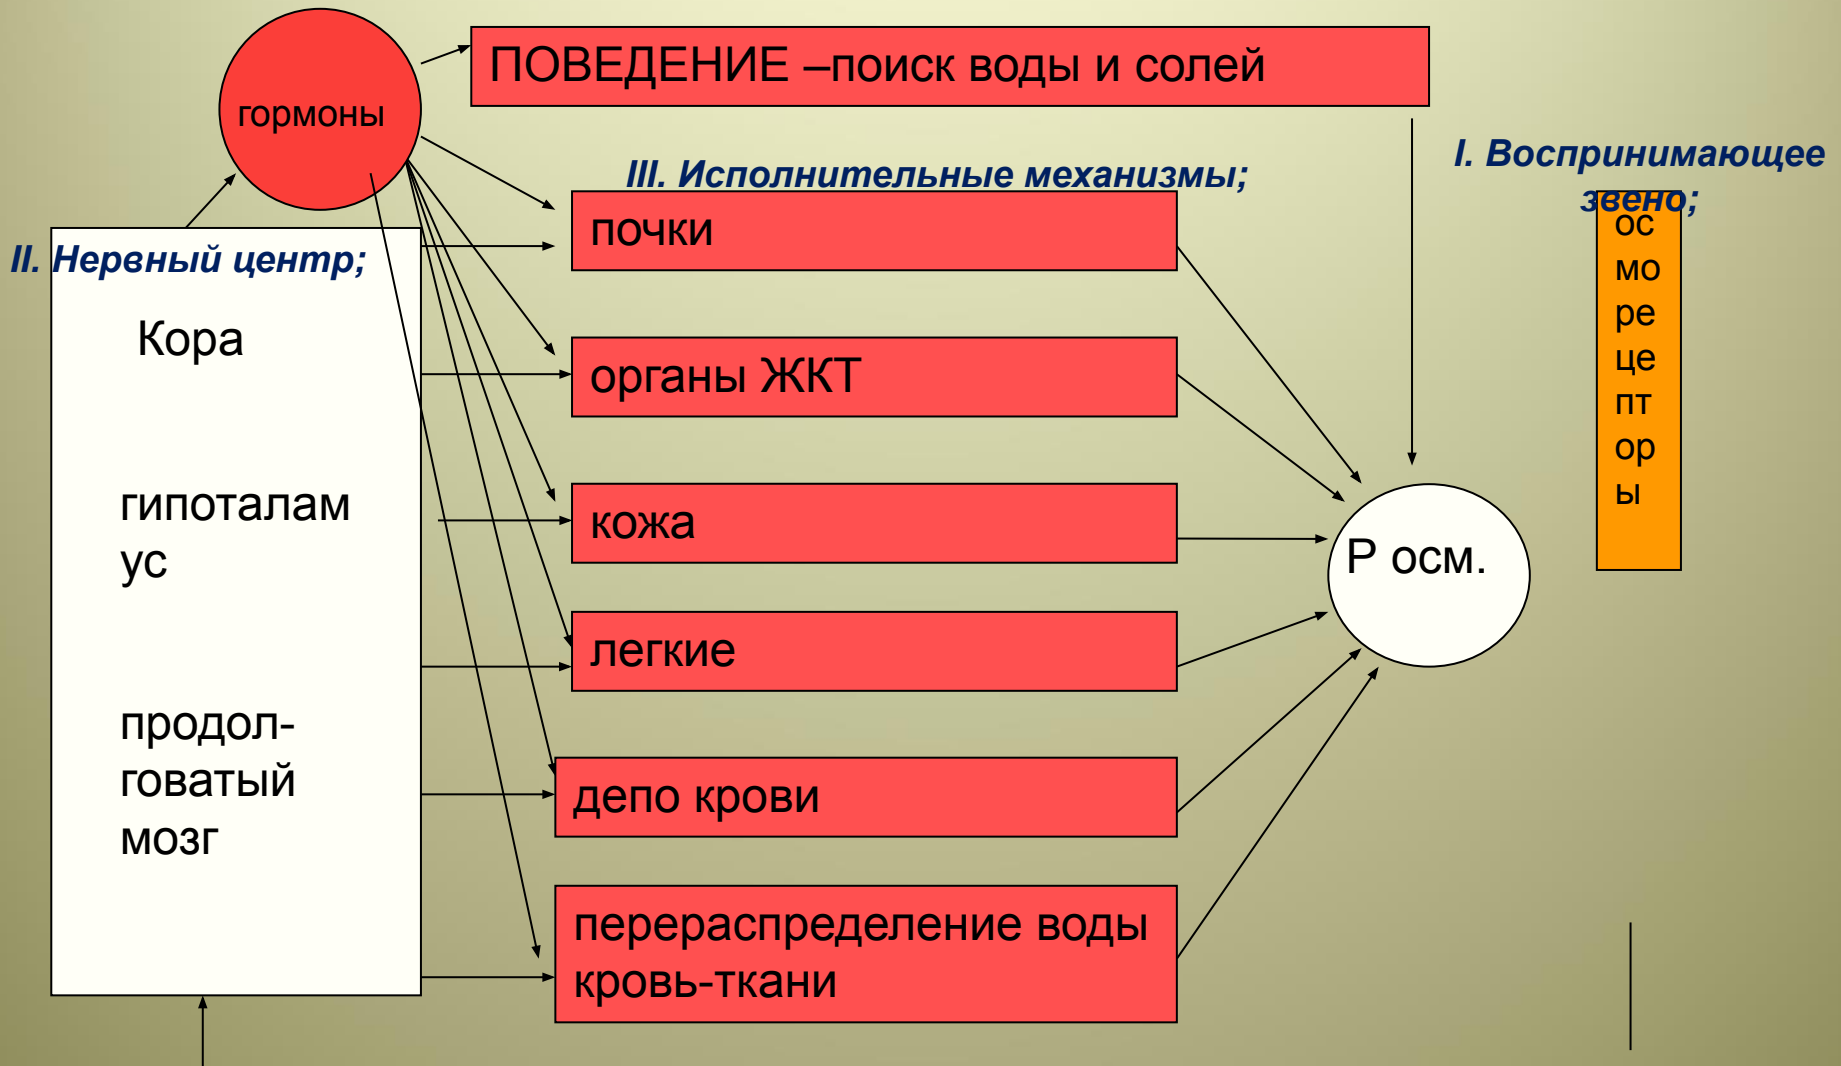 ПОВЕДЕНИЕ –поиск воды и солей
гормоны
I. Воспринимающее
звено;
III. Исполнительные механизмы;
II. Нервный центр;
Кора
гипоталам
ус
продол-
говатый
мозг
почки
органы ЖКТ
кожа
легкие
депо крови
перераспределение воды
кровь-ткани
Р осм.
ос
мо
ре
це
пт
ор
ы